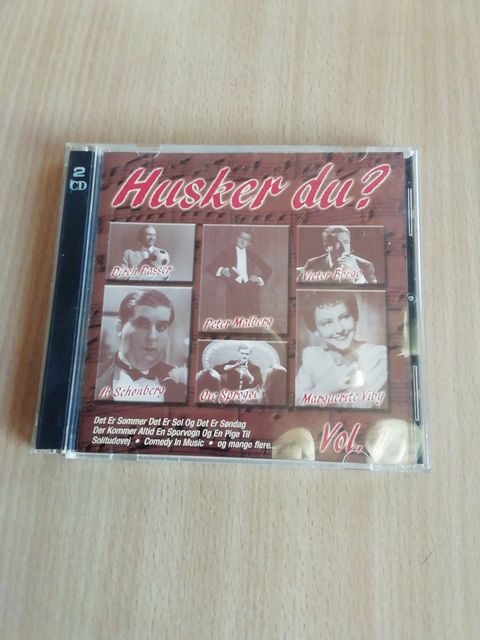 2
CD
Husker du?
Dirch Passer
Peter Malberg
Victor Borge
Ib Schønberg
Ove Sprogøe
Marguerite Viby
Det Er Sommer Det Er Sol Og Det Er Søndag
Der Kommer Altid En Sporvogn Og En Pige Til
Solitudevej • Comedy In Music • og mange flere...
Vol.